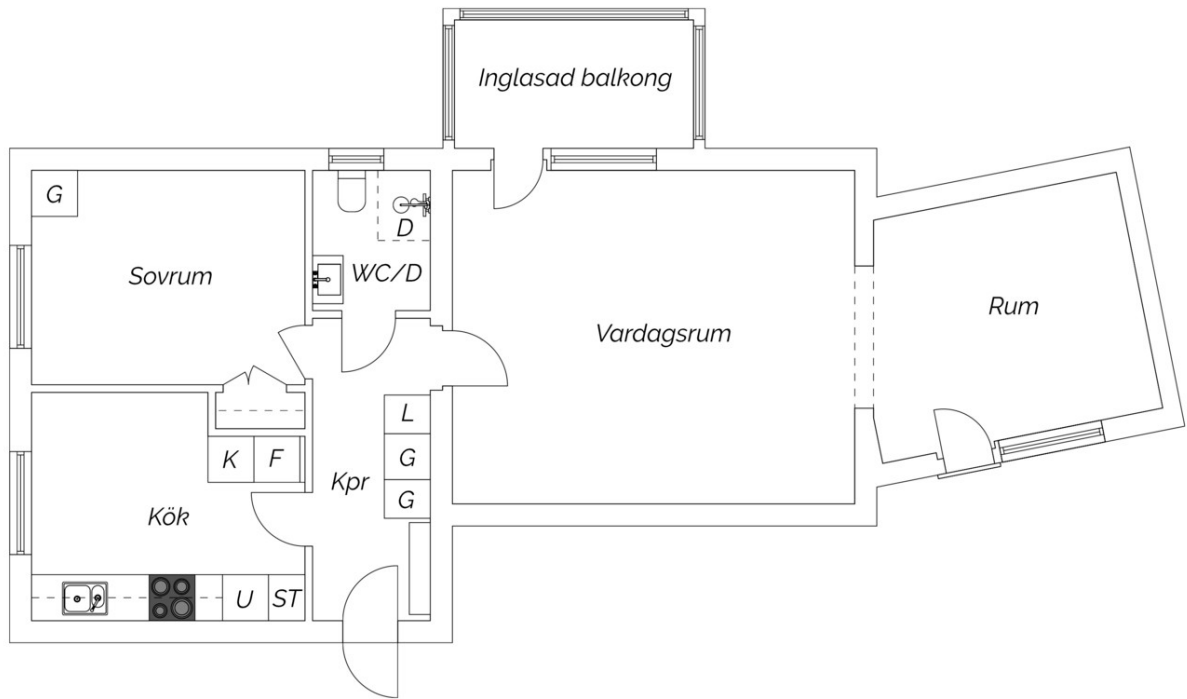 Inglasad balkong
G
D
Sovrum
WC/D
Rum
Vardagsrum
L
K
F
G
Kpr
G
Kök
U
ST